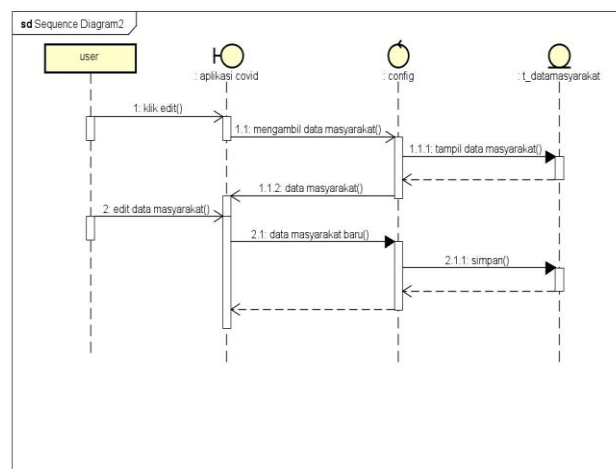 sd Sequence Diagram2
user
: aplikasi covid
: config
: t_datamasyarakat
1: klik edit()
1.1: mengambil data masyarakat()
1.1.1: tampil data masyarakat()
1.1.2: data masyarakat()
2: edit data masyarakat()
2.1: data masyarakat baru()
2.1.1: simpan()